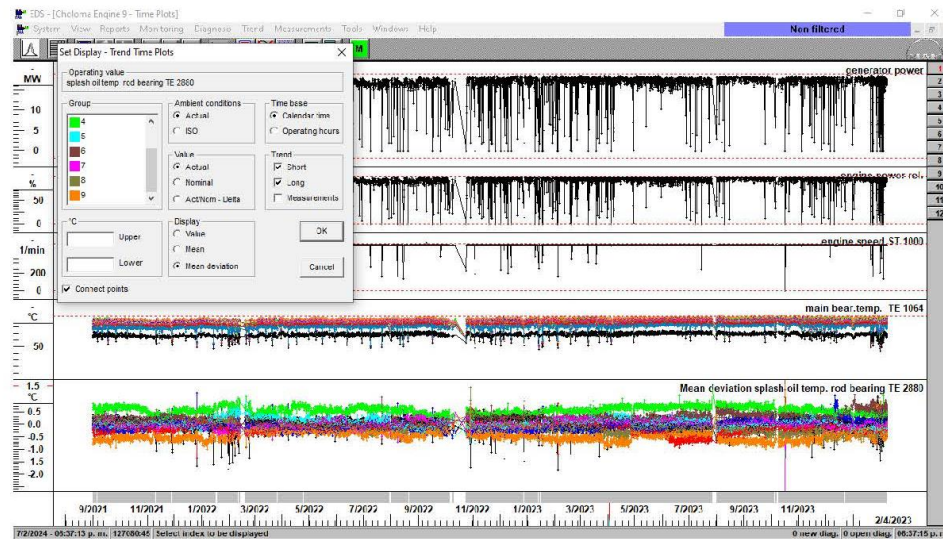 EDS - [Choloma Engine 9 - Time Plots]
System View Reports Monitoring Diagnose Trend Measurements Tools Windows Help
Non filtered
Set Display - Trend Time Plots
Operating value
splash oil temp. rod bearing TE 2880
Group
4
5
6
7
8
9
Ambient conditions
Actual
ISO
Time base
Calendar time
Operating hours
Value
Actual
Nominal
Act/Nom - Delta
Trend
Short
Long
Measurements
°C
Upper
Lower
Display
Value
Mean
Mean deviation
OK
Cancel
Connect points
M
generator power
MW
10
5
0
engine power rel.
%
50
0
engine speed ST 1000
1/min
200
0
main bear.temp. TE 1064
°C
50
Mean deviation splash oil temp. rod bearing TE 2880
1.5
°C
0.5
0.0
-0.5
-1.0
-1.5
-2.0
1
2
3
4
5
6
7
8
9
10
11
12
9/2021 11/2021 1/2022 3/2022 5/2022 7/2022 9/2022 11/2022 1/2023 3/2023 5/2023 7/2023 9/2023 11/2023
2/4/2023
7/2/2024 - 06:37:13 p. m. 127080:45 Select index to be displayed
0 new diag. 0 open diag. 06:37:15 p.